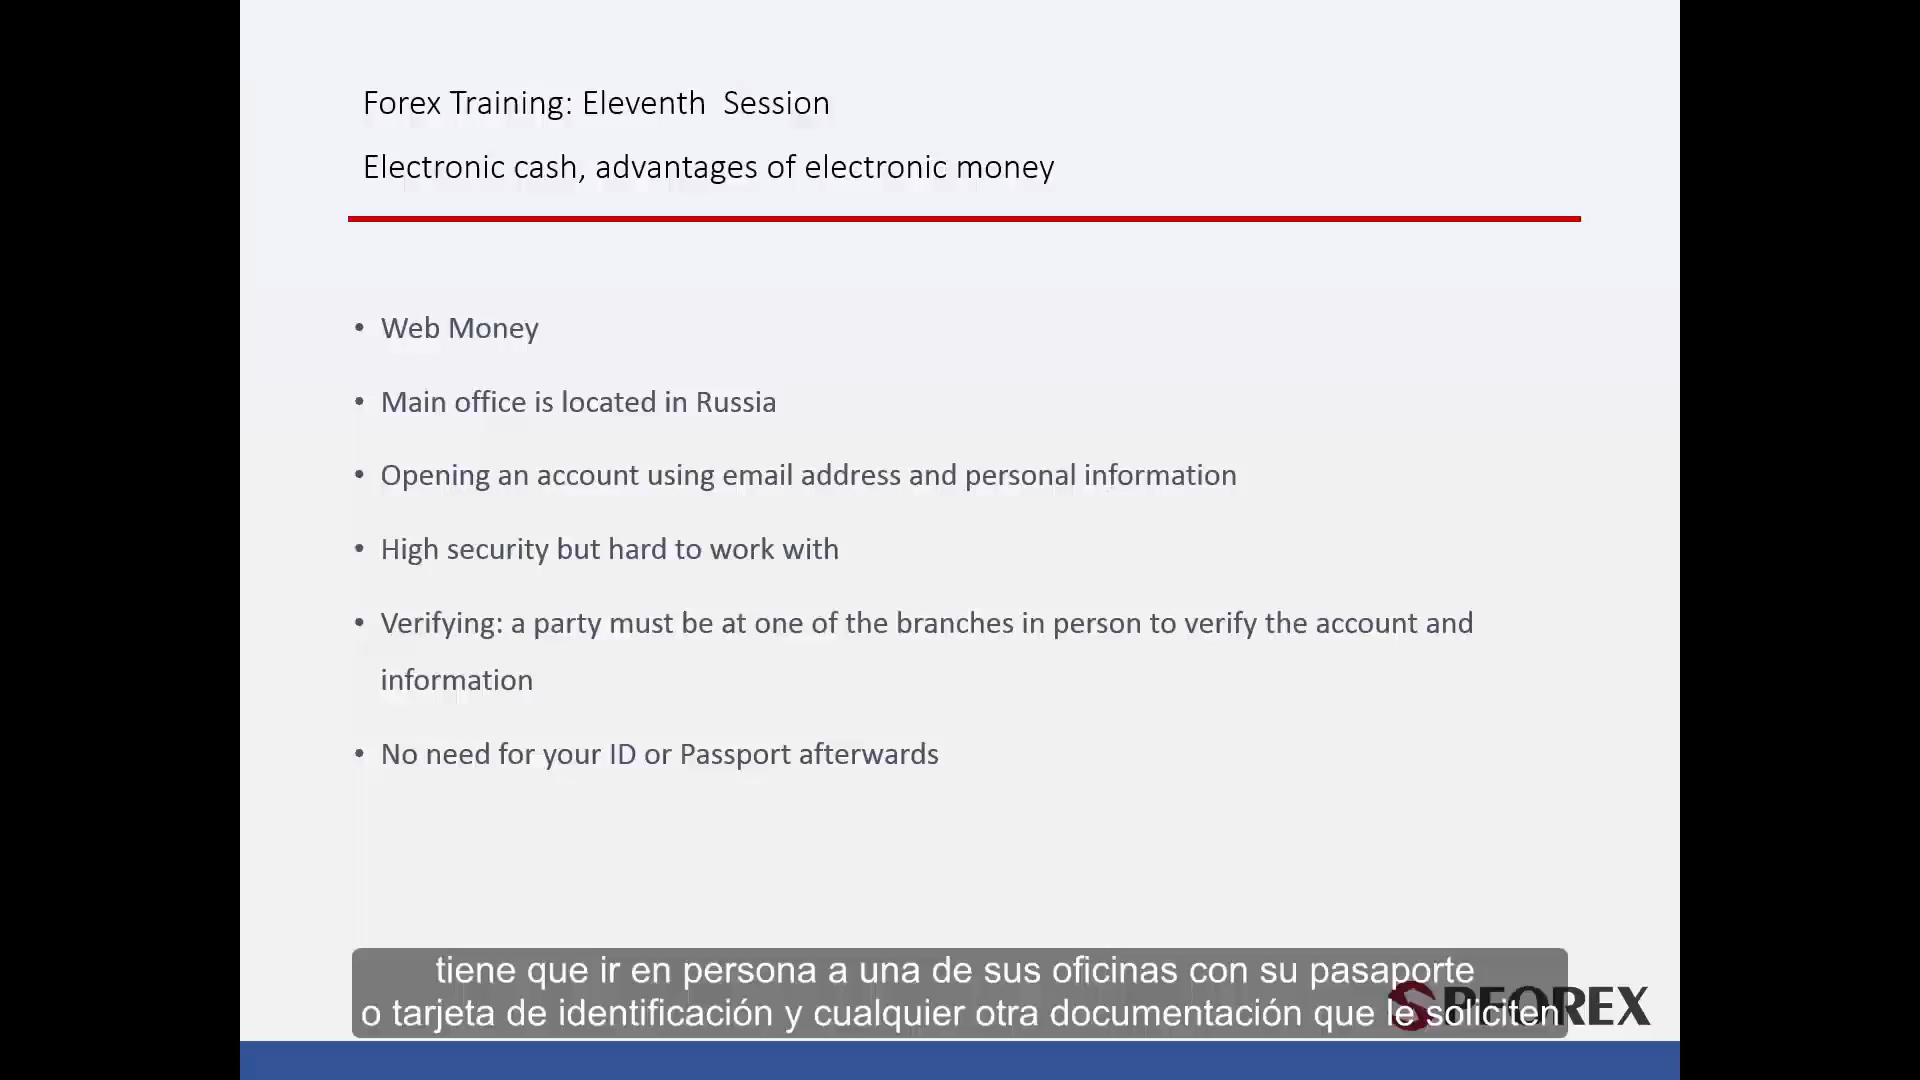 Forex Training: Eleventh Session
Electronic cash, advantages of electronic money
• Web Money
• Main office is located in Russia
• Opening an account using email address and personal information
• High security but hard to work with
• Verifying: a party must be at one of the branches in person to verify the account and
information
• No need for your ID or Passport afterwards
tiene que ir en persona a una de sus oficinas con su pasaporte
o tarjeta de identificación y cualquier otra documentación que le soliciten
SPFOREX